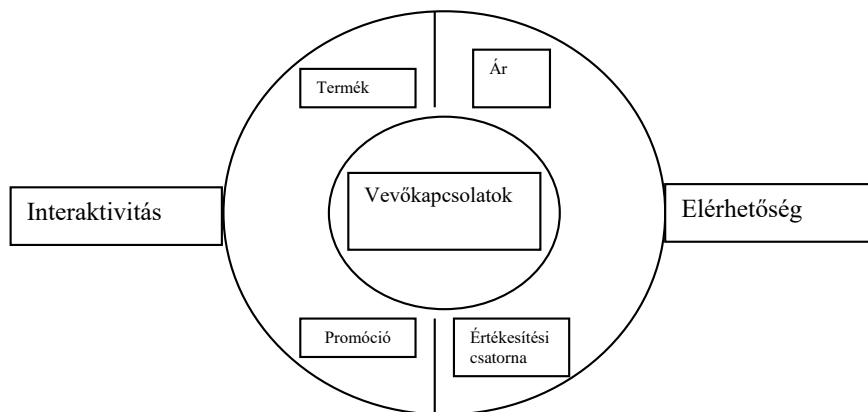 Termék
Ár
Interaktivitás
Vevőkapcsolatok
Elérhetőség
Promóció
Értékesítési
csatorna